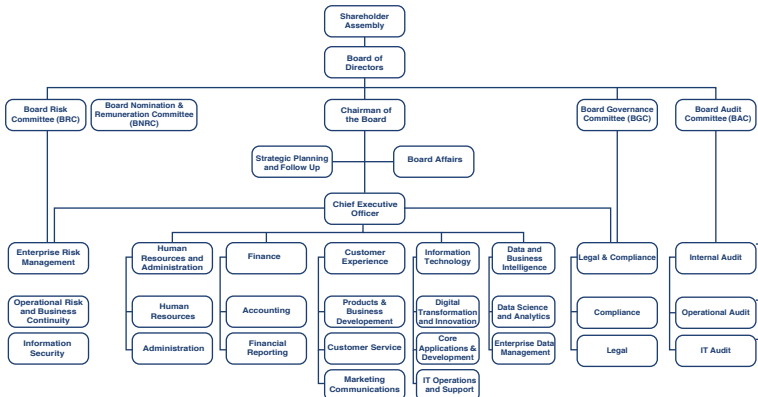 Shareholder
Assembly
Board of
Directors
Board Risk
Committee (BRC)
Board Nomination &
Remuneration Committee
(BNRC)
Chairman of
the Board
Board Governance
Committee (BGC)
Board Audit
Committee (BAC)
Strategic Planning
and Follow Up
Board Affairs
Chief Executive
Officer
Enterprise Risk
Management
Human
Resources and
Administration
Finance
Customer
Experience
Information
Technology
Data and
Business
Intelligence
Legal & Compliance
Internal Audit
Operational Risk
and Business
Continuity
Human
Resources
Accounting
Products &
Business
Developement
Digital
Transformation
and Innovation
Data Science
and Analytics
Compliance
Operational Audit
Information
Security
Administration
Financial
Reporting
Customer Service
Core
Applications &
Development
Enterprise Data
Management
Legal
IT Audit
Marketing
Communications
IT Operations
and Support